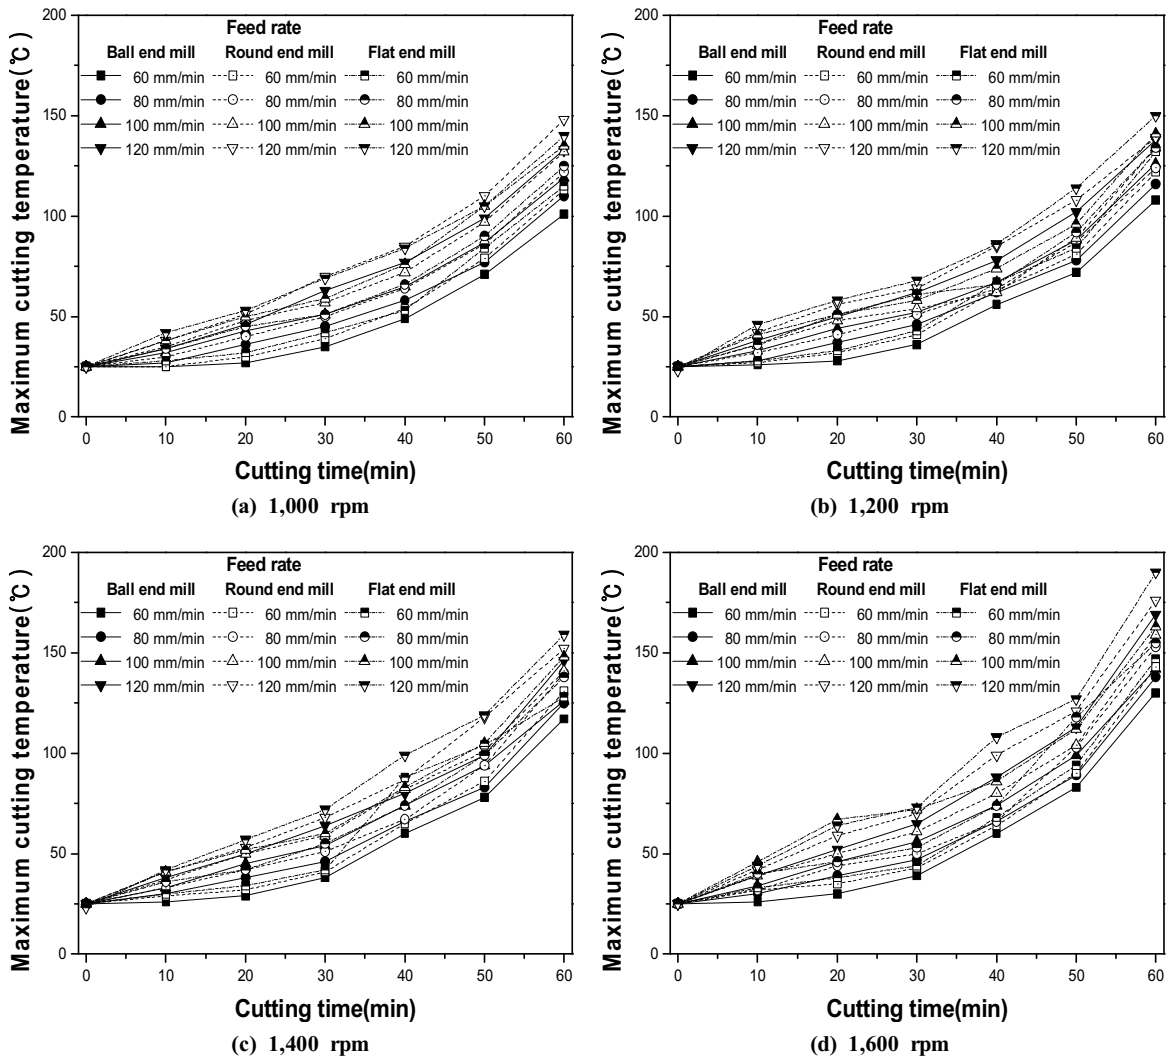 Feed rate
Ball end mill Round end mill Flat end mill
60 mm/min 60 mm/min 60 mm/min
80 mm/min 80 mm/min 80 mm/min
100 mm/min 100 mm/min 100 mm/min
120 mm/min 120 mm/min 120 mm/min
Maximum cutting temperature(℃)
200
150
100
50
0
0 10 20 30 40 50 60
Cutting time(min)
(a) 1,000 rpm
Feed rate
Ball end mill Round end mill Flat end mill
60 mm/min 60 mm/min 60 mm/min
80 mm/min 80 mm/min 80 mm/min
100 mm/min 100 mm/min 100 mm/min
120 mm/min 120 mm/min 120 mm/min
Maximum cutting temperature(℃)
200
150
100
50
0
0 10 20 30 40 50 60
Cutting time(min)
(b) 1,200 rpm
Feed rate
Ball end mill Round end mill Flat end mill
60 mm/min 60 mm/min 60 mm/min
80 mm/min 80 mm/min 80 mm/min
100 mm/min 100 mm/min 100 mm/min
120 mm/min 120 mm/min 120 mm/min
Maximum cutting temperature(℃)
200
150
100
50
0
0 10 20 30 40 50 60
Cutting time(min)
(c) 1,400 rpm
Feed rate
Ball end mill Round end mill Flat end mill
60 mm/min 60 mm/min 60 mm/min
80 mm/min 80 mm/min 80 mm/min
100 mm/min 100 mm/min 100 mm/min
120 mm/min 120 mm/min 120 mm/min
Maximum cutting temperature(℃)
200
150
100
50
0
0 10 20 30 40 50 60
Cutting time(min)
(d) 1,600 rpm